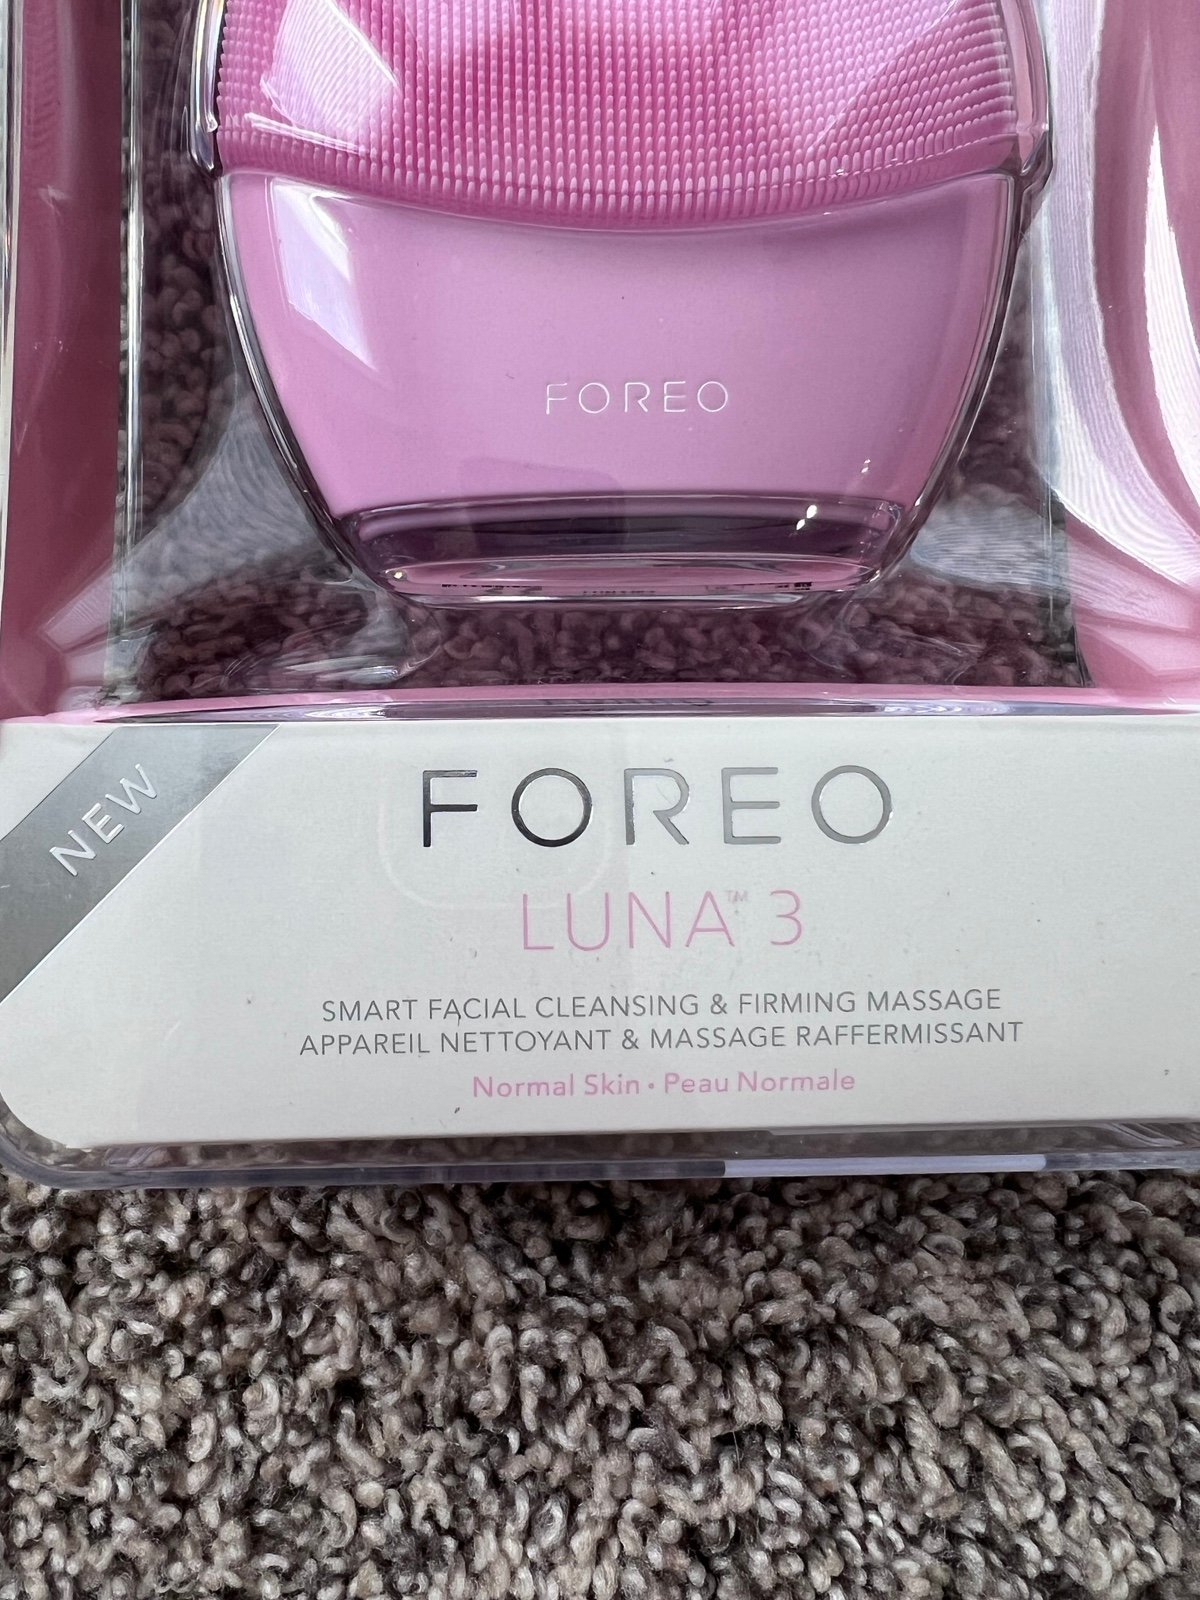 FOREO
NEW
FOREO
LUNA™ 3
SMART FACIAL CLEANSING & FIRMING MASSAGE
APPAREIL NETTOYANT & MASSAGE RAFFERMISSANT
Normal Skin • Peau Normale